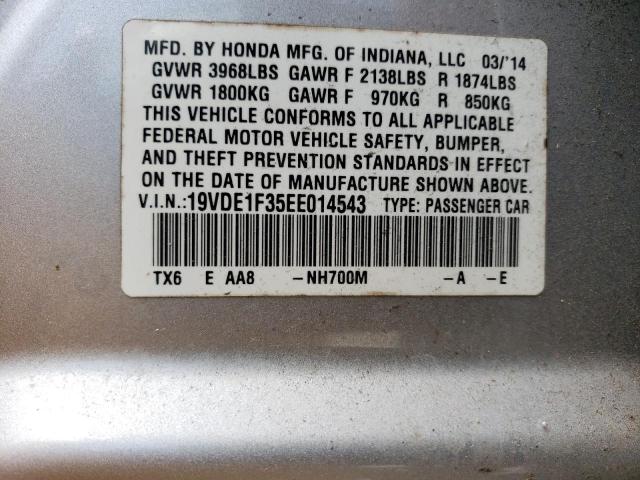 MFD. BY HONDA MFG. OF INDIANA, LLC 03/'14
GVWR 3968LBS GAWR F 2138LBS R 1874LBS
GVWR 1800KG GAWR F 970KG R 850KG
THIS VEHICLE CONFORMS TO ALL APPLICABLE
FEDERAL MOTOR VEHICLE SAFETY, BUMPER,
AND THEFT PREVENTION STANDARDS IN EFFECT
ON THE DATE OF MANUFACTURE SHOWN ABOVE.
V.I.N.:19VDE1F35EE014543 TYPE: PASSENGER CAR
TX6 E AA8 -NH700M -A -E